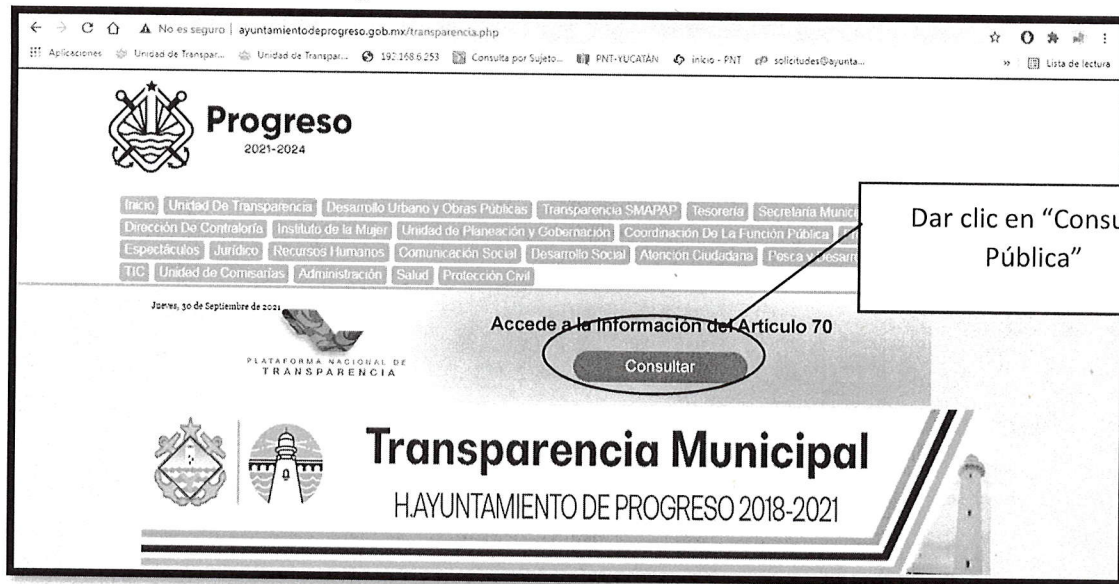 No es seguro | ayuntamientodeprogreso.gob.mx/transparencia.php
Aplicaciones Unidad de Transpar... Unidad de Transpar... 192.168.6.253 Consulta por Sujeto... PNT-YUCATÁN inicio - PNT solicitudes@ayunta... » Lista de lectura
Progreso
2021-2024
Inicio Unidad De Transparencia Desarrollo Urbano y Obras Públicas Transparencia SMAPAP Tesorería Secretaría
Dirección De Contraloría Instituto de la Mujer Unidad de Planeación y Gobernación Coordinación De La Función Pública
Espectáculos Jurídico Recursos Humanos Comunicación Social Desarrollo Social Atención Ciudadana Pesca y
TIC Unidad de Comisarías Administración Salud Protección Civil
Dar clic en “Consu
Pública”
Jueves, 30 de Septiembre de 2021
Accede a la Información del Artículo 70
PLATAFORMA NACIONAL DE
TRANSPARENCIA
Consultar
Transparencia Municipal
H.AYUNTAMIENTO DE PROGRESO 2018-2021